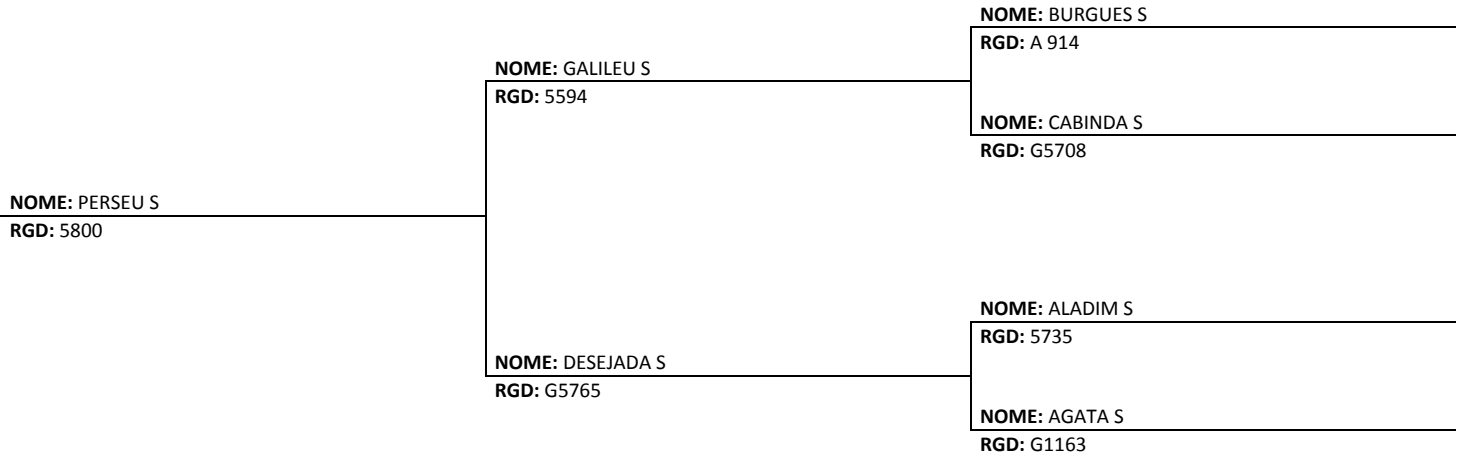 NOME: BURGUES S
RGD: A 914
NOME: GALILEU S
RGD: 5594
NOME: CABINDA S
RGD: G5708
NOME: PERSEU S
RGD: 5800
NOME: ALADIM S
RGD: 5735
NOME: DESEJADA S
RGD: G5765
NOME: AGATA S
RGD: G1163